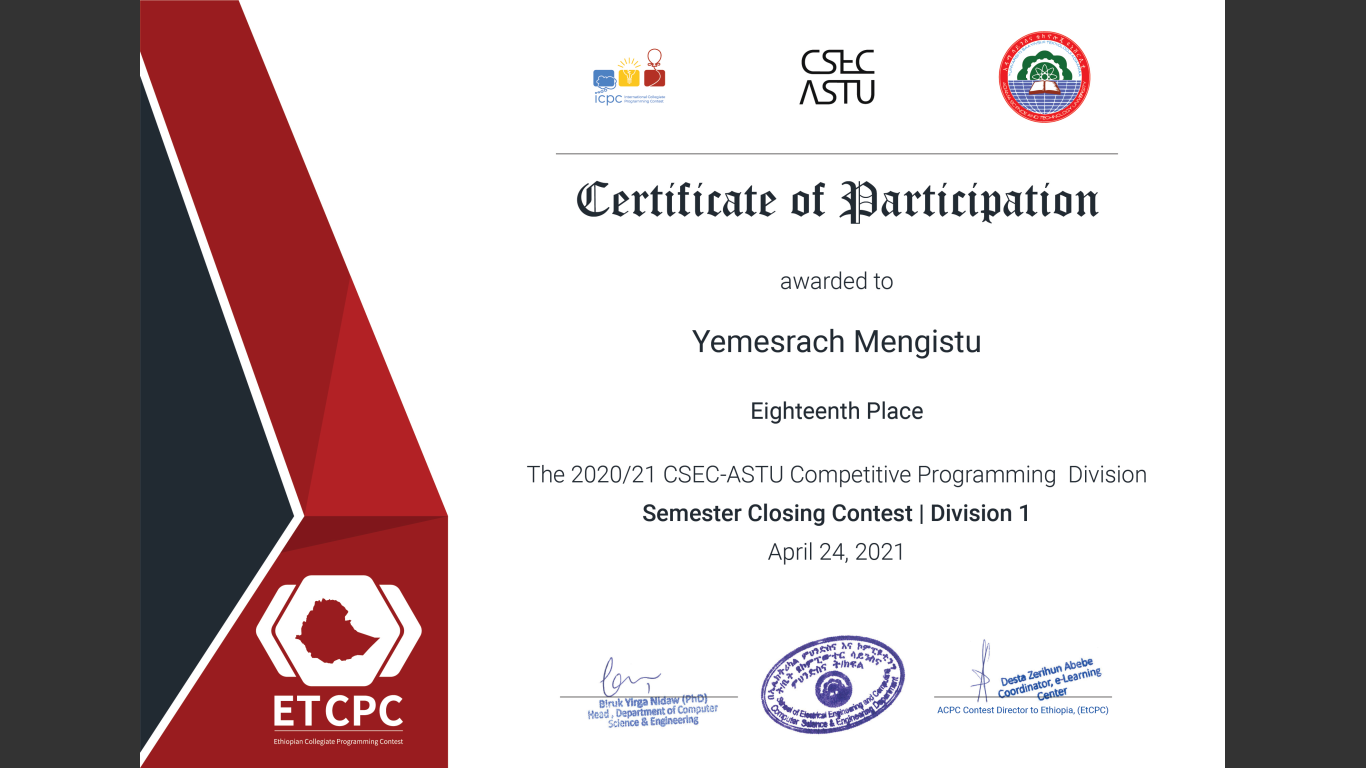 icpc International Collegiate
Programming Contest
CSEC
ASTU
Certificate of Participation
awarded to
Yemesrach Mengistu
Eighteenth Place
The 2020/21 CSEC-ASTU Competitive Programming Division
Semester Closing Contest | Division 1
April 24, 2021
ETCPC
Ethiopian Collegiate Programming Contest
Biruk Yirga Nidaw (PhD)
Head, Department of Computer
Science & Engineering
School of Electrical Engineering and Computing
Computer Science & Engineering Department
Desta Zerihun Abebe
Coordinator, e-Learning
Center
ACPC Contest Director to Ethiopia, (EtCPC)